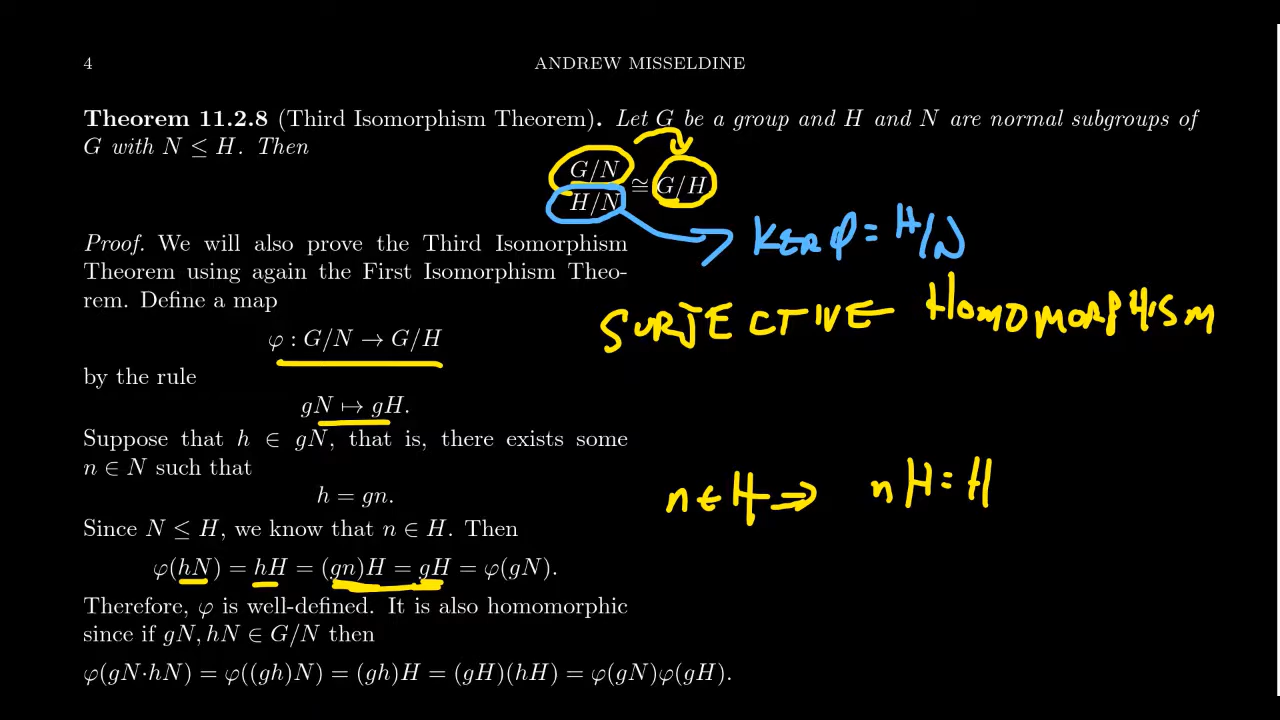 4
ANDREW MISSELDINE
Theorem 11.2.8 (Third Isomorphism Theorem). Let G be a group and H and N are normal subgroups of
G with N ≤ H. Then
G/N
H/N
≅ G/H
KER φ = H/N
Proof. We will also prove the Third Isomorphism
Theorem using again the First Isomorphism Theo-
rem. Define a map
SURJECTIVE HOMOMORPHISM
φ : G/N → G/H
by the rule
gN ↦ gH.
Suppose that h ∈ gN, that is, there exists some
n ∈ N such that
h = gn.
n ∈ H ⇒ nH = H
Since N ≤ H, we know that n ∈ H. Then
φ(hN) = hH = (gn)H = gH = φ(gN).
Therefore, φ is well-defined. It is also homomorphic
since if gN, hN ∈ G/N then
φ(gN·hN) = φ((gh)N) = (gh)H = (gH)(hH) = φ(gN)φ(gH).